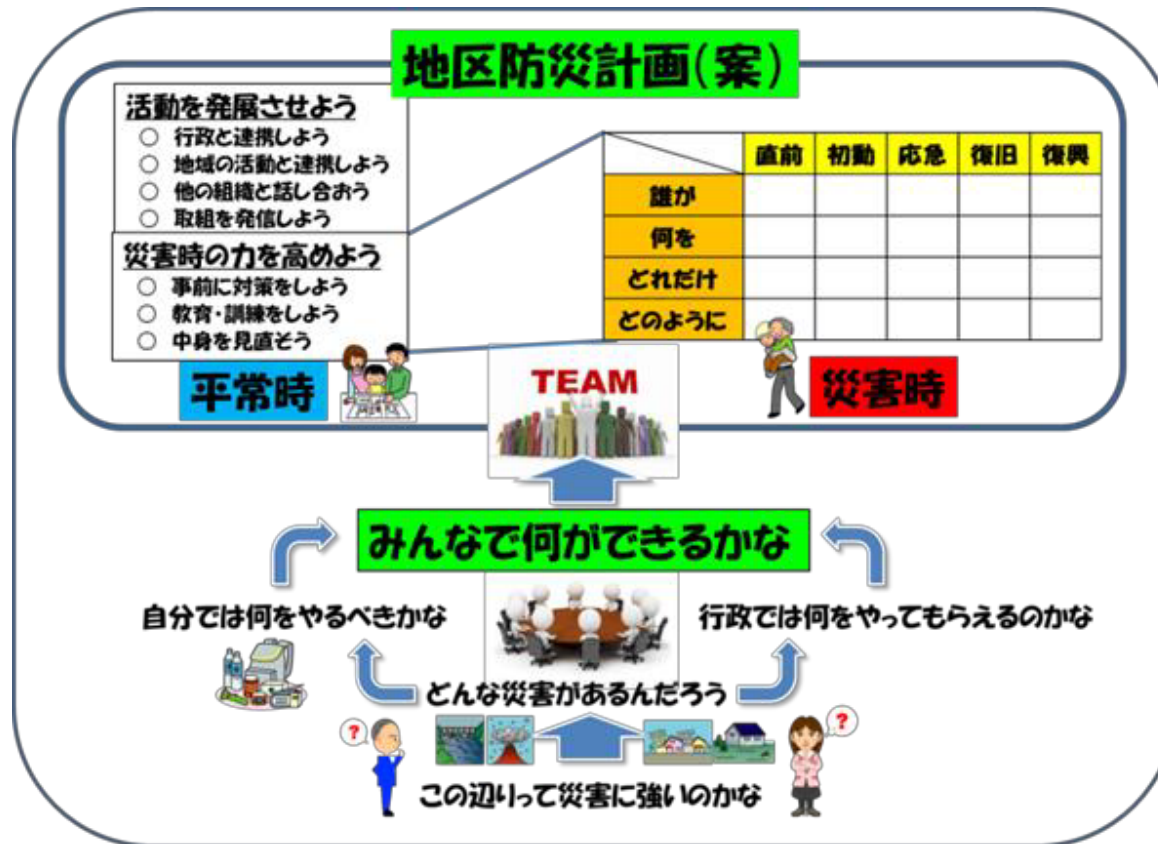 地区防災計画(案)
活動を発展させよう
○ 行政と連携しよう
○ 地域の活動と連携しよう
○ 他の組織と話し合おう
○ 取組を発信しよう
災害時の力を高めよう
○ 事前に対策をしよう
○ 教育・訓練をしよう
○ 中身を見直そう
平常時
直前 初動 応急 復旧 復興
誰が
何を
どれだけ
どのように
災害時
TEAM
みんなで何ができるかな
自分では何をやるべきかな
行政では何をやってもらえるのかな
どんな災害があるんだろう
?
?
この辺りって災害に強いのかな